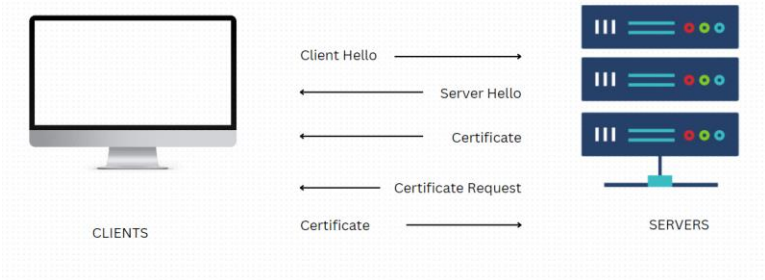 Client Hello
Server Hello
Certificate
Certificate Request
Certificate
CLIENTS
SERVERS